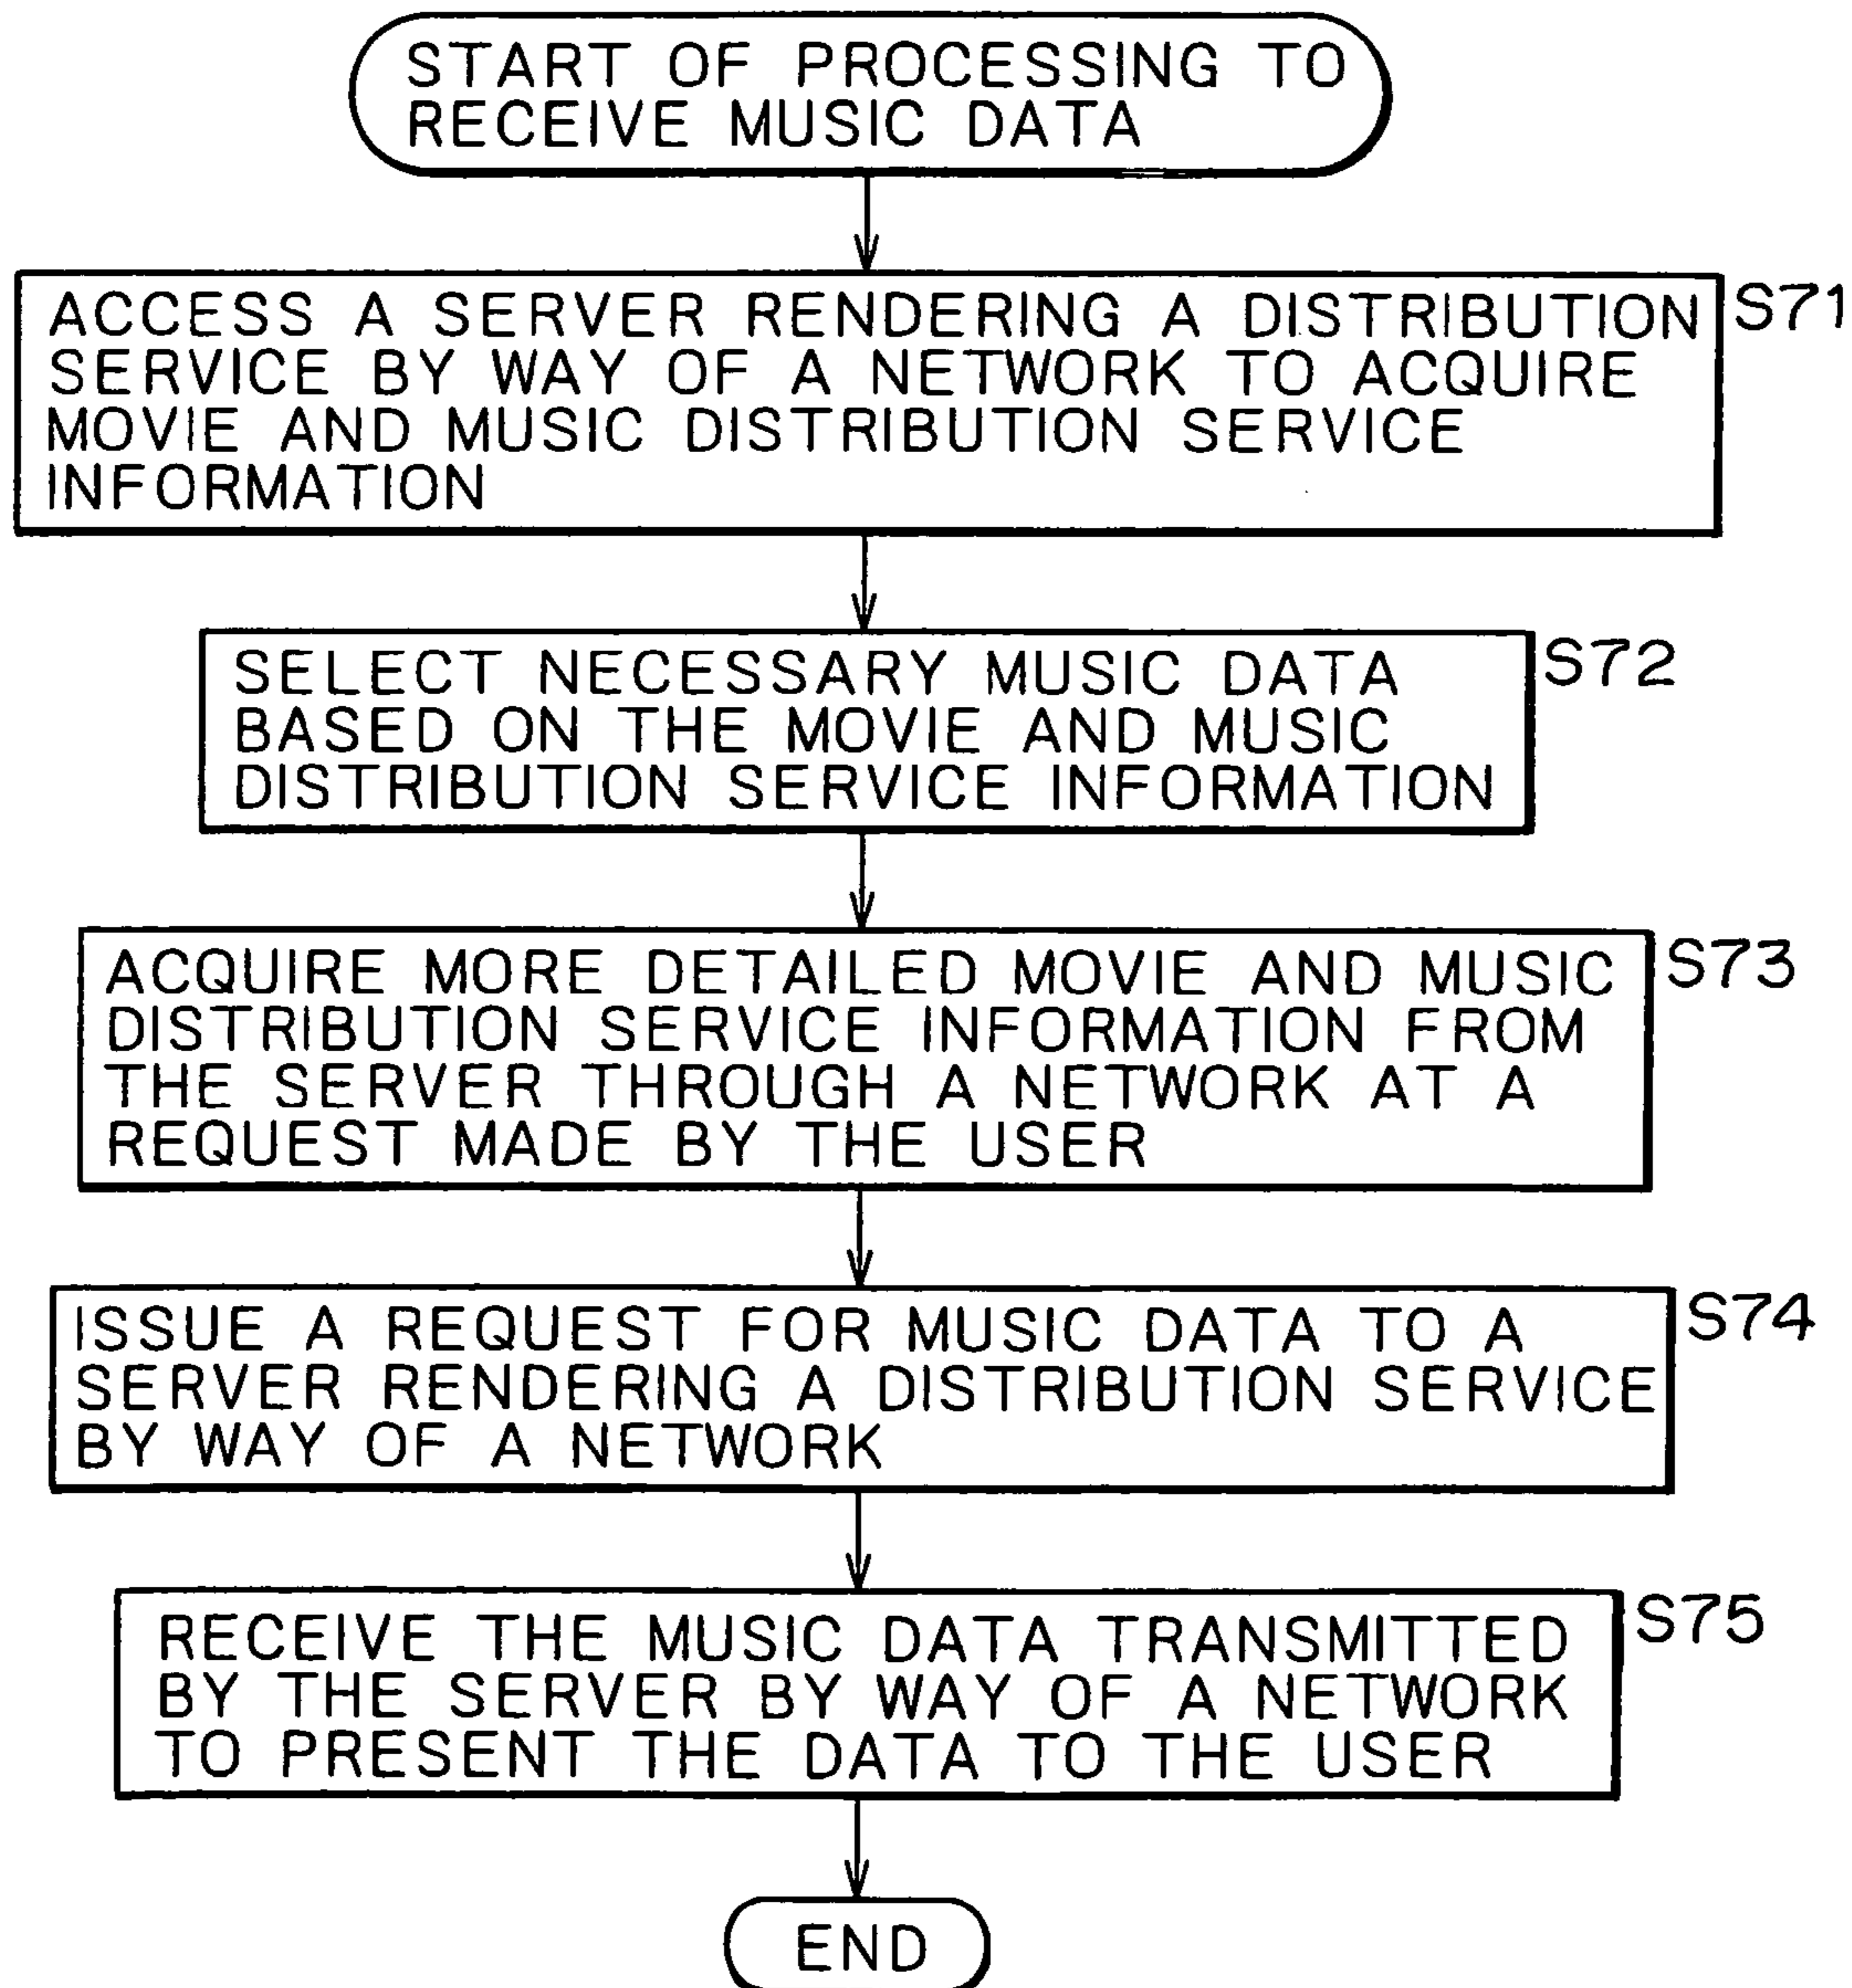 START OF PROCESSING TO
RECEIVE MUSIC DATA
ACCESS A SERVER RENDERING A DISTRIBUTION
SERVICE BY WAY OF A NETWORK TO ACQUIRE
MOVIE AND MUSIC DISTRIBUTION SERVICE
INFORMATION
S71
SELECT NECESSARY MUSIC DATA
BASED ON THE MOVIE AND MUSIC
DISTRIBUTION SERVICE INFORMATION
S72
ACQUIRE MORE DETAILED MOVIE AND MUSIC
DISTRIBUTION SERVICE INFORMATION FROM
THE SERVER THROUGH A NETWORK AT A
REQUEST MADE BY THE USER
S73
ISSUE A REQUEST FOR MUSIC DATA TO A
SERVER RENDERING A DISTRIBUTION SERVICE
BY WAY OF A NETWORK
S74
RECEIVE THE MUSIC DATA TRANSMITTED
BY THE SERVER BY WAY OF A NETWORK
TO PRESENT THE DATA TO THE USER
S75
END